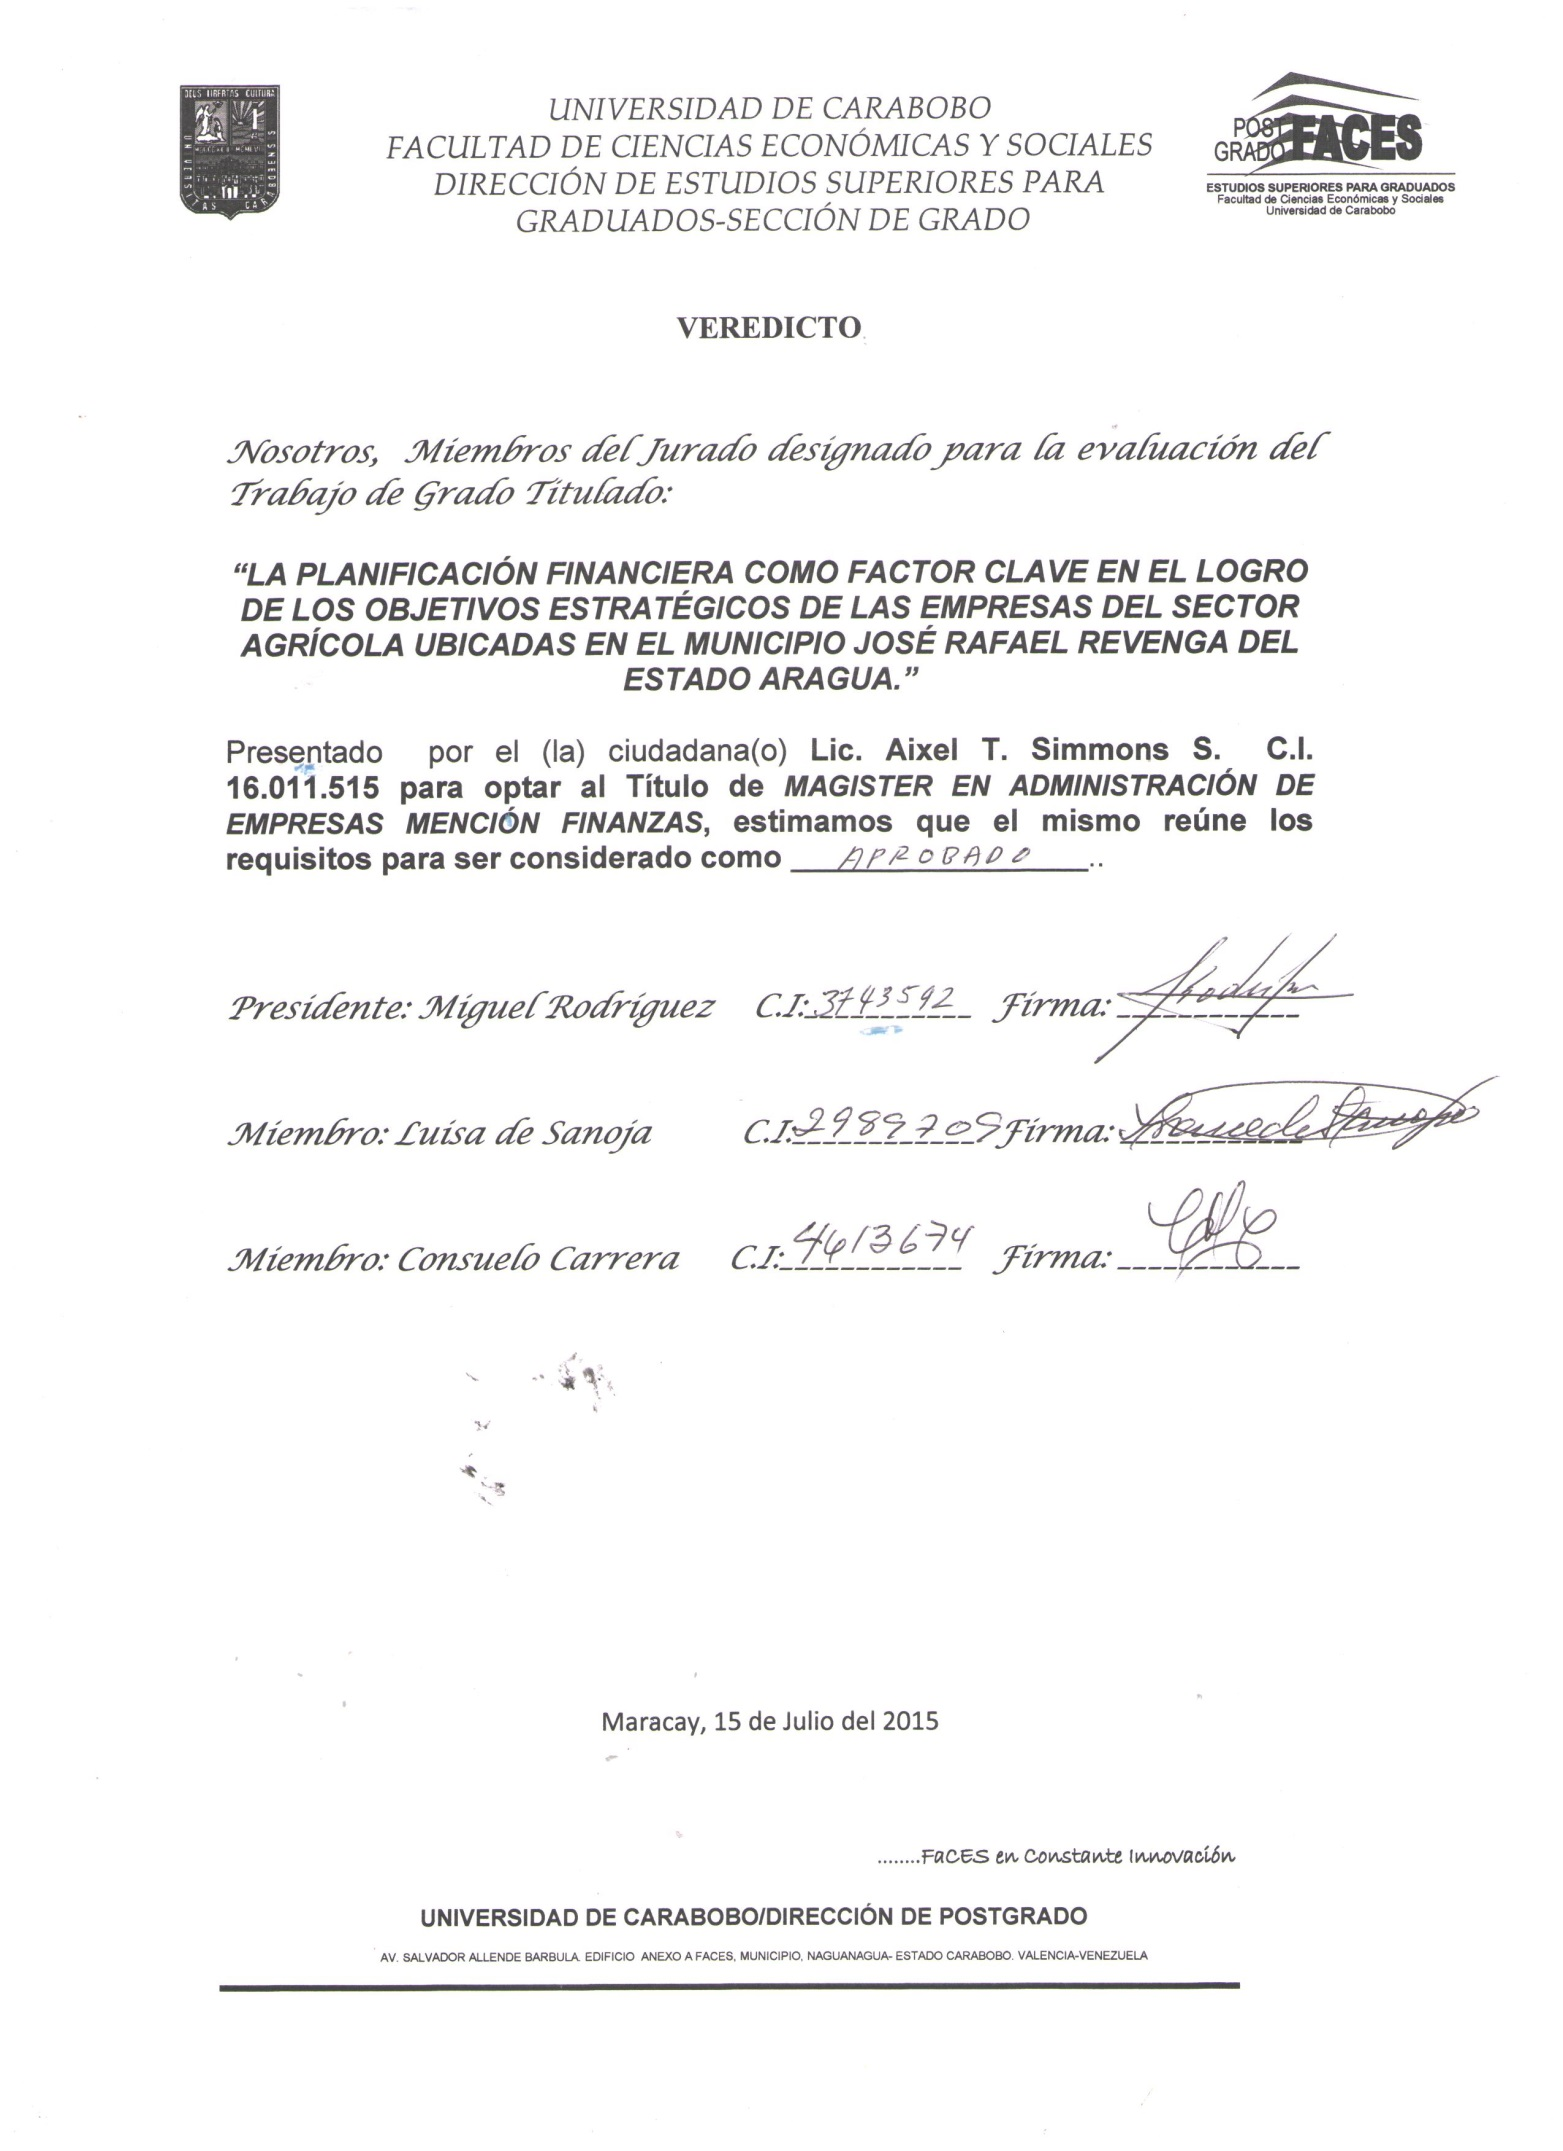 DEUS LIBERTAS CULTURA
UNIVERSITAS CARABOBENSIS
UNIVERSIDAD DE CARABOBO
FACULTAD DE CIENCIAS ECONÓMICAS Y SOCIALES
DIRECCIÓN DE ESTUDIOS SUPERIORES PARA
GRADUADOS-SECCIÓN DE GRADO
POST
GRADO FACES
ESTUDIOS SUPERIORES PARA GRADUADOS
Facultad de Ciencias Económicas y Sociales
Universidad de Carabobo
VEREDICTO
Nosotros, Miembros del Jurado designado para la evaluación del
Trabajo de Grado Titulado:
“LA PLANIFICACIÓN FINANCIERA COMO FACTOR CLAVE EN EL LOGRO
DE LOS OBJETIVOS ESTRATÉGICOS DE LAS EMPRESAS DEL SECTOR
AGRÍCOLA UBICADAS EN EL MUNICIPIO JOSÉ RAFAEL REVENGA DEL
ESTADO ARAGUA.”
Presentado por el (la) ciudadana(o) Lic. Aixel T. Simmons S. C.I.
16.011.515 para optar al Título de MAGISTER EN ADMINISTRACIÓN DE
EMPRESAS MENCIÓN FINANZAS, estimamos que el mismo reúne los
requisitos para ser considerado como APROBADO..
Presidente: Miguel Rodríguez C.I: 3743592 Firma:
Miembro: Luisa de Sanoja C.I. 2989709 Firma:
Miembro: Consuelo Carrera C.I: 4613674 Firma:
Maracay, 15 de Julio del 2015
........FaCES en Constante Innovación
UNIVERSIDAD DE CARABOBO/DIRECCIÓN DE POSTGRADO
AV. SALVADOR ALLENDE BARBULA. EDIFICIO ANEXO A FACES, MUNICIPIO, NAGUANAGUA- ESTADO CARABOBO. VALENCIA-VENEZUELA